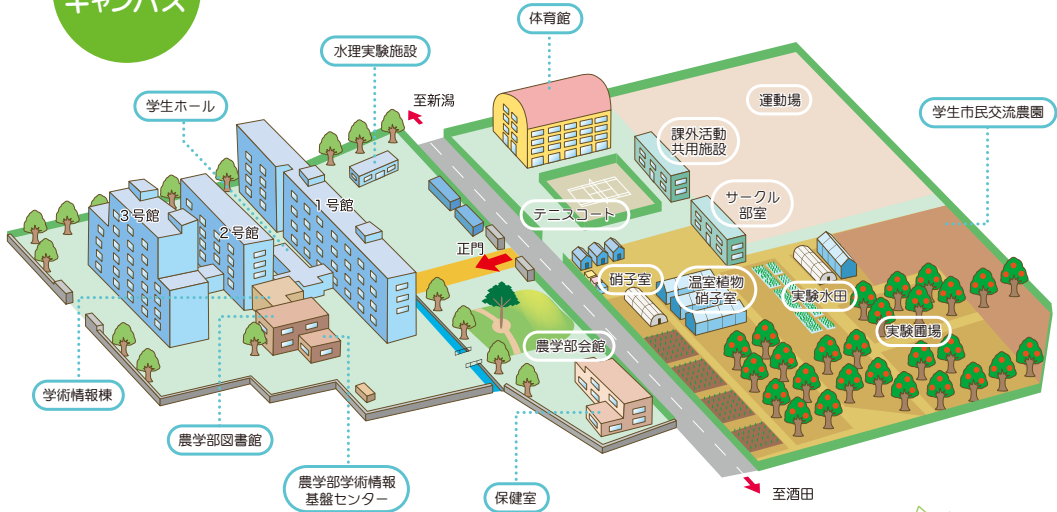 キャンパス
体育館
水理実験施設
学生ホール
至新潟
運動場
学生市民交流農園
課外活動
共用施設
サークル
部室
テニスコート
3号館
2号館
1号館
正門
硝子室
温室植物
硝子室
実験水田
実験圃場
農学部会館
学術情報棟
農学部図書館
農学部学術情報
基盤センター
保健室
至酒田